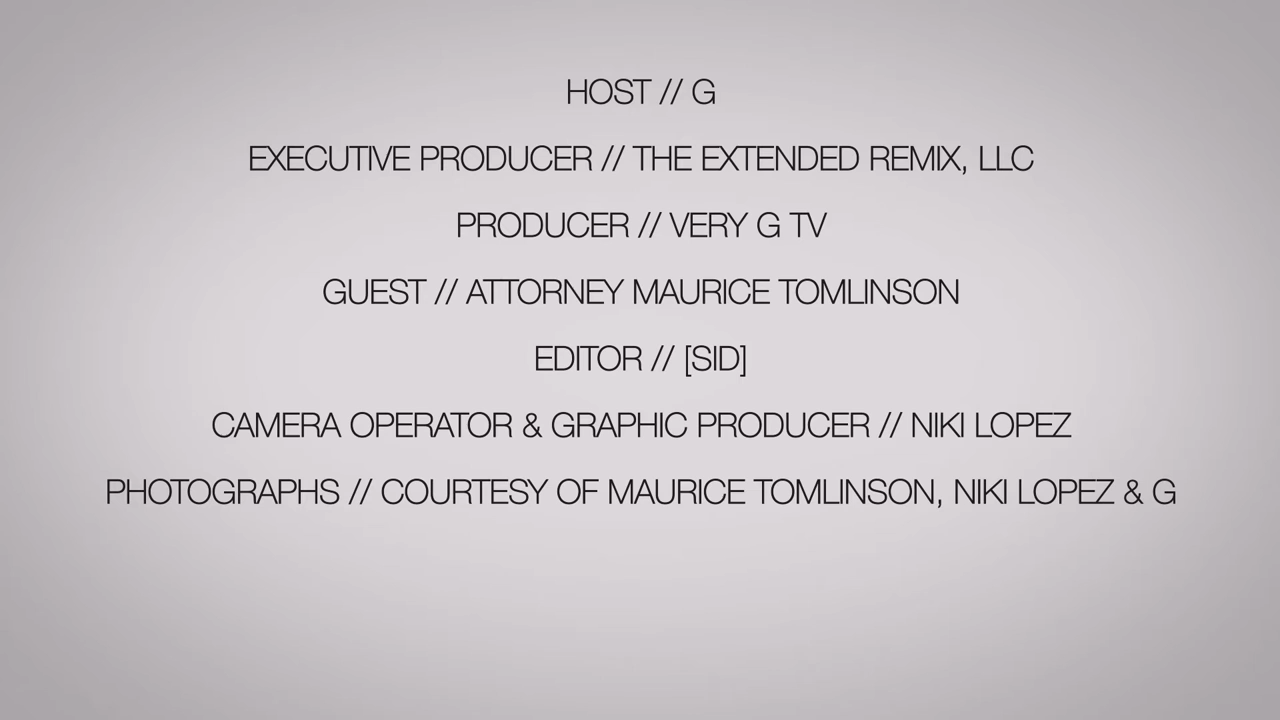 HOST // G
EXECUTIVE PRODUCER // THE EXTENDED REMIX, LLC
PRODUCER // VERY G TV
GUEST // ATTORNEY MAURICE TOMLINSON
EDITOR // [SID]
CAMERA OPERATOR & GRAPHIC PRODUCER // NIKI LOPEZ
PHOTOGRAPHS // COURTESY OF MAURICE TOMLINSON, NIKI LOPEZ & G